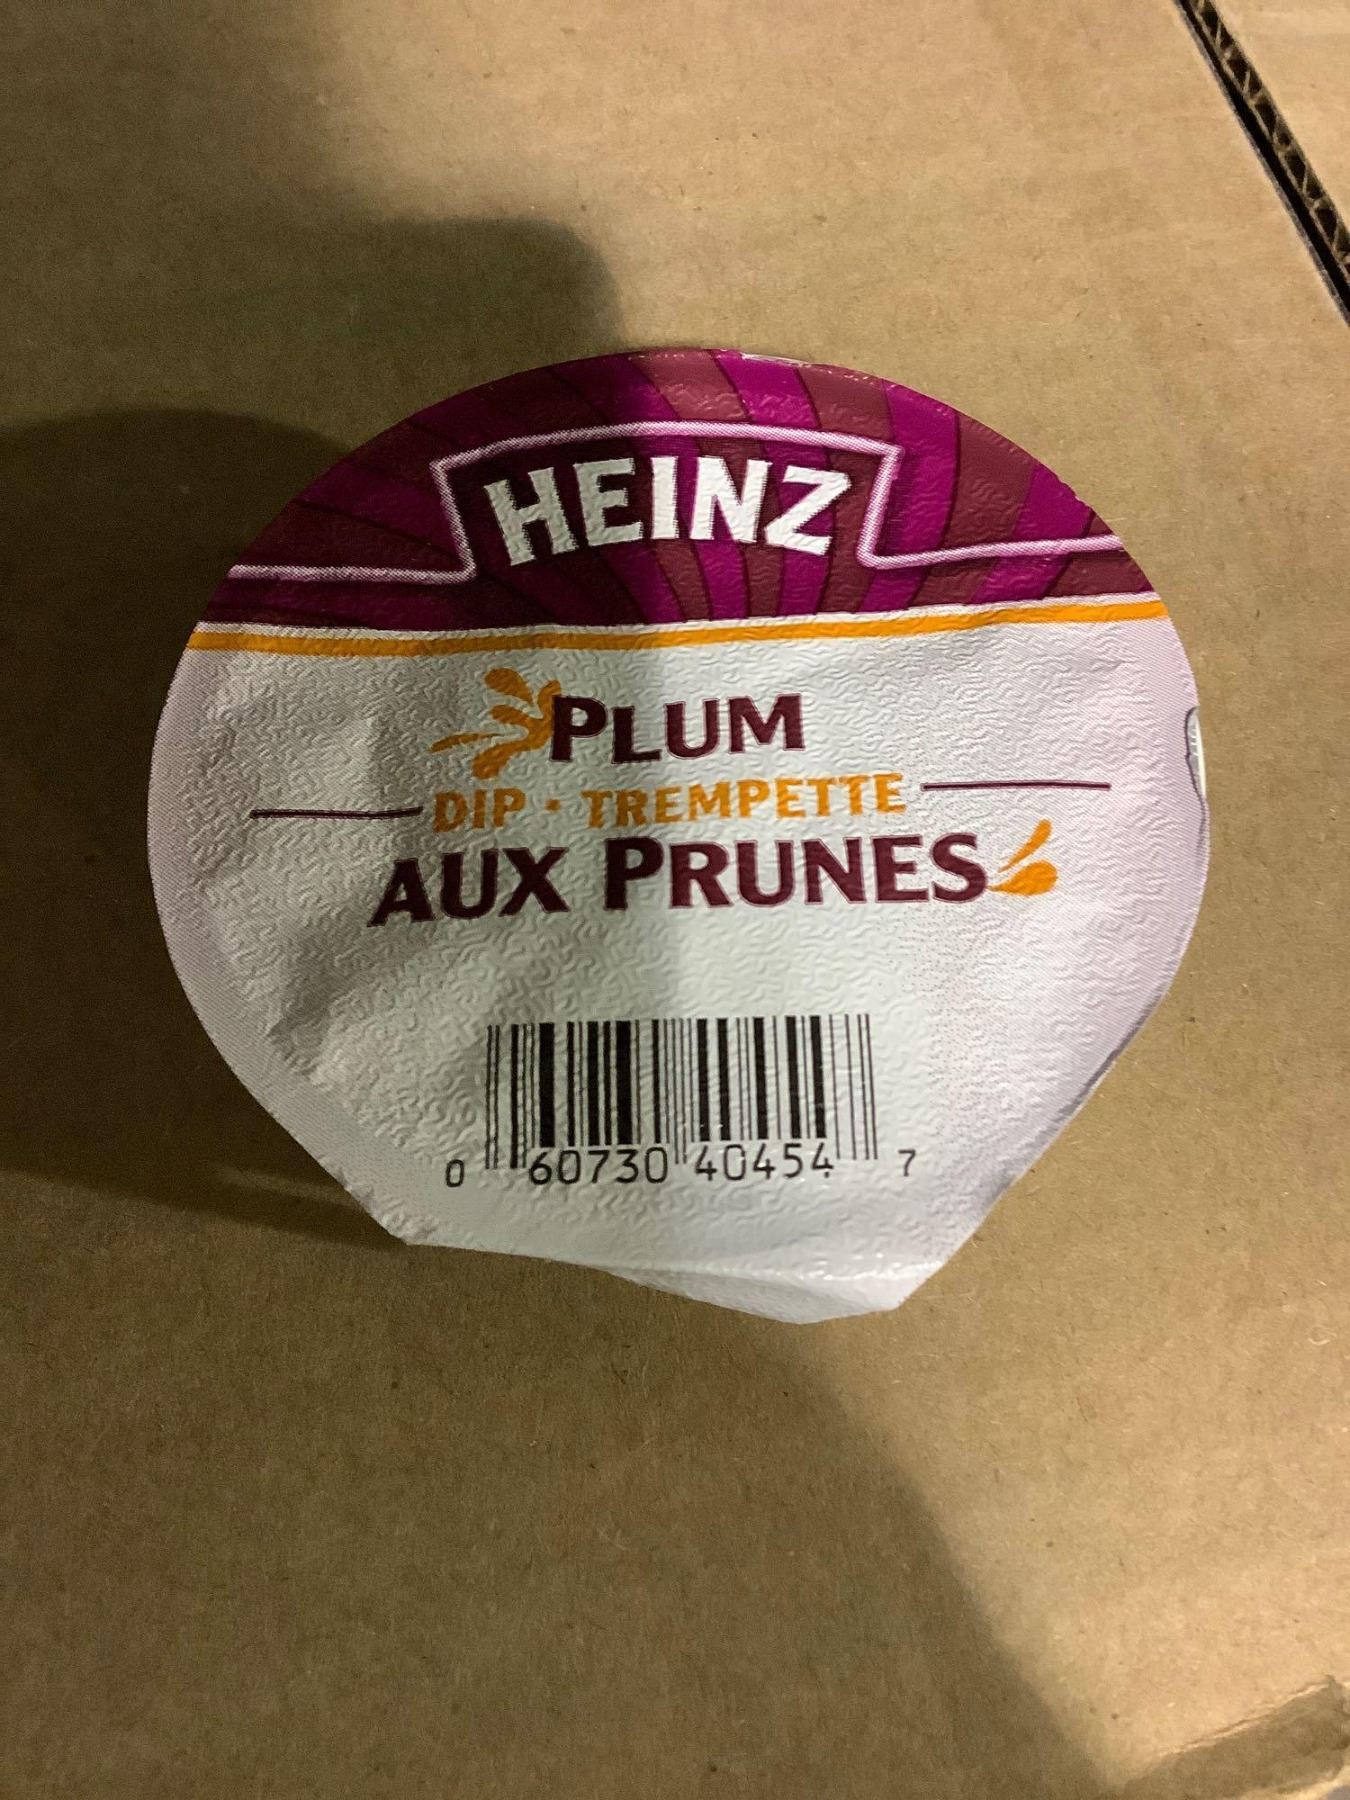 HEINZ
PLUM
DIP · TREMPETTE
AUX PRUNES
0 60730 40454 7